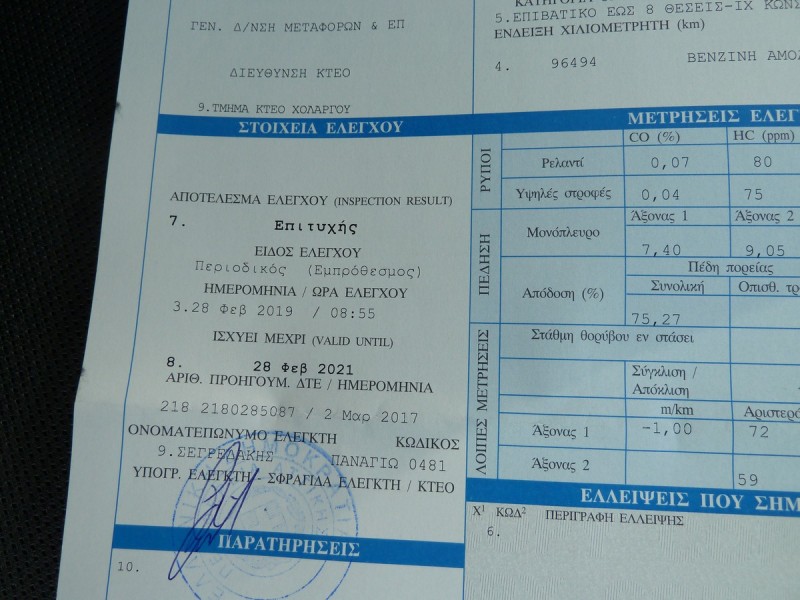 ΓΕΝ. Δ/ΝΣΗ ΜΕΤΑΦΟΡΩΝ & ΕΠ
ΔΙΕΥΘΥΝΣΗ ΚΤΕΟ
9.ΤΜΗΜΑ ΚΤΕΟ ΧΟΛΑΡΓΟΥ
5.ΕΠΙΒΑΤΙΚΟ ΕΩΣ 8 ΘΕΣΕΙΣ-ΙΧ ΚΩΝΣ
ΕΝΔΕΙΞΗ ΧΙΛΙΟΜΕΤΡΗΤΗ (km)
4. 96494 ΒΕΝΖΙΝΗ ΑΜΟΛ
ΣΤΟΙΧΕΙΑ ΕΛΕΓΧΟΥ
ΑΠΟΤΕΛΕΣΜΑ ΕΛΕΓΧΟΥ (INSPECTION RESULT)
7. Επιτυχής
ΕΙΔΟΣ ΕΛΕΓΧΟΥ
Περιοδικός (Εμπρόθεσμος)
ΗΜΕΡΟΜΗΝΙΑ / ΩΡΑ ΕΛΕΓΧΟΥ
3.28 Φεβ 2019 / 08:55
ΙΣΧΥΕΙ ΜΕΧΡΙ (VALID UNTIL)
8. 28 Φεβ 2021
ΑΡΙΘ. ΠΡΟΗΓΟΥΜ. ΔΤΕ / ΗΜΕΡΟΜΗΝΙΑ
218 2180285087 / 2 Μαρ 2017
ΟΝΟΜΑΤΕΠΩΝΥΜΟ ΕΛΕΓΚΤΗ ΚΩΔΙΚΟΣ
9.ΣΕΓΡΕΔΑΚΗΣ ΠΑΝΑΓΙΩ 0481
ΥΠΟΓΡ. ΕΛΕΓΚΤΗ - ΣΦΡΑΓΙΔΑ ΕΛΕΓΚΤΗ / ΚΤΕΟ
ΠΑΡΑΤΗΡΗΣΕΙΣ
10.
ΜΕΤΡΗΣΕΙΣ ΕΛΕΓ
CO (%) HC (ppm)
ΡΥΠΟΙ
Ρελαντί 0,07 80
Υψηλές στροφές 0,04 75
ΠΕΔΗΣΗ
Άξονας 1 Άξονας 2
Μονόπλευρο 7,40 9,05
Πέδη πορείας
Απόδοση (%) Συνολική Οπισθ. τρ
75,27
ΛΟΙΠΕΣ ΜΕΤΡΗΣΕΙΣ
Στάθμη θορύβου εν στάσει
Σύγκλιση /
Απόκλιση
m/km Αριστερό
Άξονας 1 -1,00 72
Άξονας 2 59
ΕΛΛΕΙΨΕΙΣ ΠΟΥ ΣΗΜ
Χ¹ ΚΩΔ² ΠΕΡΙΓΡΑΦΗ ΕΛΛΕΙΨΗΣ
6.